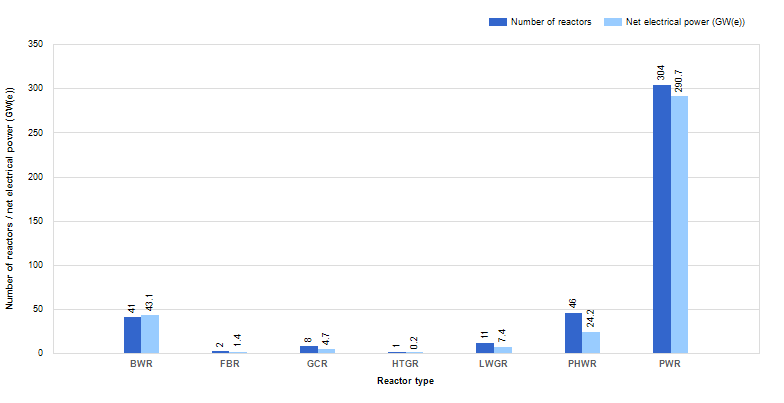 Number of reactors
Net electrical power (GW(e))
Number of reactors / net electrical power (GW(e))
350
300
250
200
150
100
50
0
41
43.1
2
1.4
8
4.7
1
0.2
11
7.4
46
24.2
304
290.7
BWR
FBR
GCR
HTGR
LWGR
PHWR
PWR
Reactor type